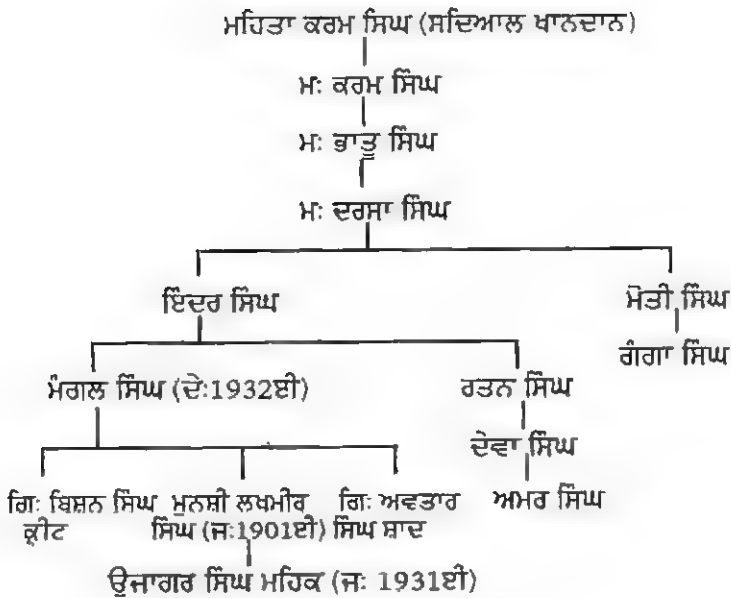 ਮਹਿਤਾ ਕਰਮ ਸਿੰਘ (ਸਦਿਆਲ ਖਾਨਦਾਨ)
ਮ: ਕਰਮ ਸਿੰਘ
ਮ: ਭਾਤੂ ਸਿੰਘ
ਮ: ਦਰਸਾ ਸਿੰਘ
ਇੰਦਰ ਸਿੰਘ ਮੋਤੀ ਸਿੰਘ
ਗੰਗਾ ਸਿੰਘ
ਮੰਗਲ ਸਿੰਘ (ਦੇ:1932ਈ) ਰਤਨ ਸਿੰਘ
ਦੇਵਾ ਸਿੰਘ
ਗਿ: ਬਿਸ਼ਨ ਸਿੰਘ ਮੁਨਸ਼ੀ ਲਖਮੀਰ ਗਿ: ਅਵਤਾਰ ਅਮਰ ਸਿੰਘ
ਕ੍ਰੀਟ ਸਿੰਘ (ਜ:1901ਈ) ਸਿੰਘ ਸ਼ਾਦ
ਉਜਾਗਰ ਸਿੰਘ ਮਹਿਕ (ਜ: 1931ਈ)